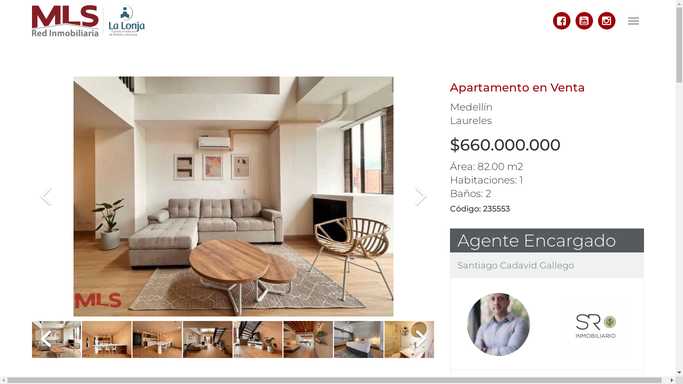 MLS
Red Inmobiliaria
La Lonja
Apartamento en Venta
Medellín
Laureles
$660.000.000
Área: 82.00 m2
Habitaciones: 1
Baños: 2
Código: 235553
Agente Encargado
Santiago Cadavid Gallego
MLS
SR
INMOBILIARIO